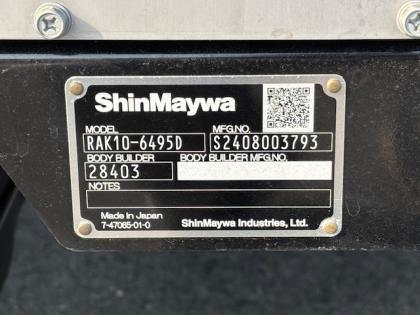 ShinMaywa
MODEL MFG.NO.
RAK10-6495D S2408003793
BODY BUILDER BODY BUILDER MFG.NO.
28403
NOTES
Made in Japan
7-47065-01-0 ShinMaywa Industries, Ltd.